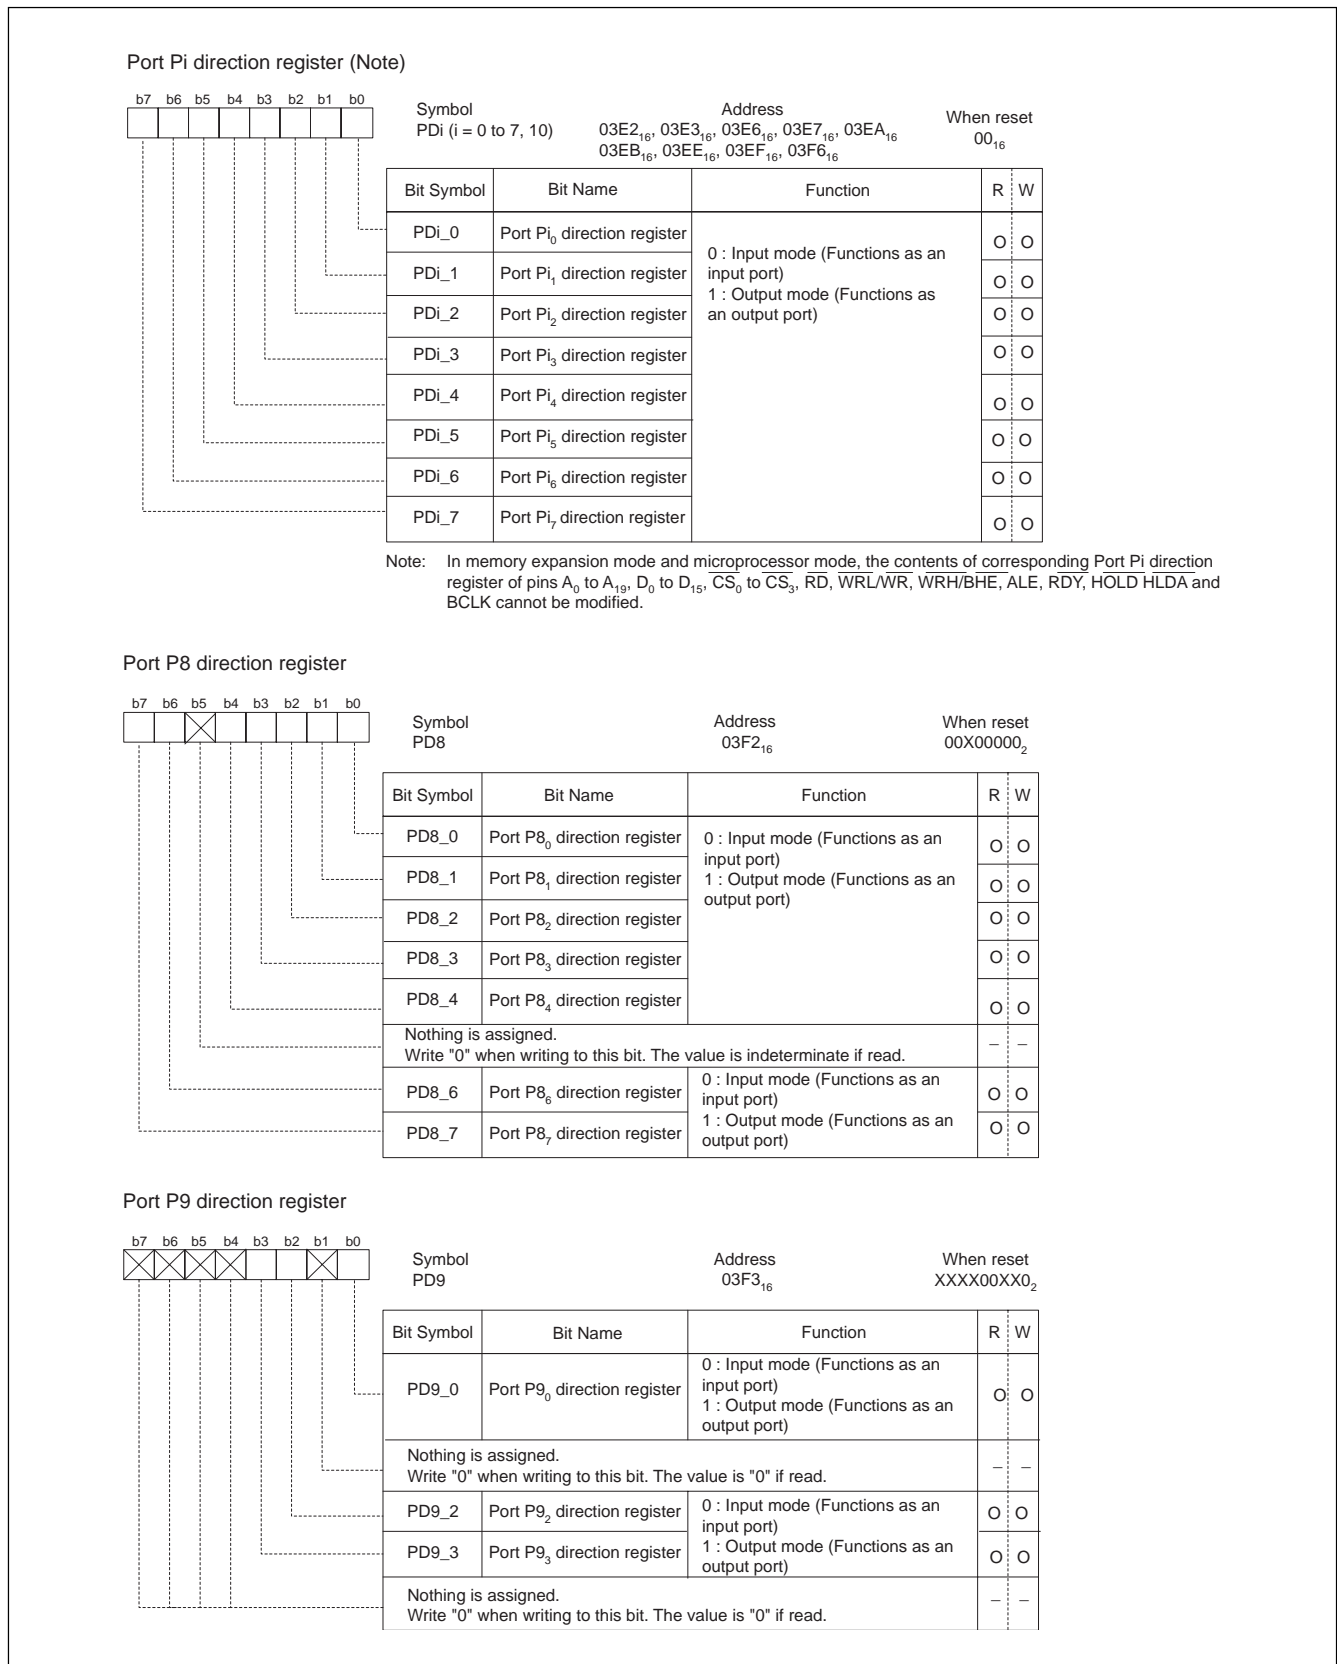 Port Pi direction register (Note)
b7 b6 b5 b4 b3 b2 b1 b0
Symbol Address When reset
PDi (i = 0 to 7, 10) 03E2₁₆, 03E3₁₆, 03E6₁₆, 03E7₁₆, 03EA₁₆ 00₁₆
03EB₁₆, 03EE₁₆, 03EF₁₆, 03F6₁₆
Bit Symbol Bit Name Function R W
PDi_0 Port Pi₀ direction register O O
0 : Input mode (Functions as an
PDi_1 Port Pi₁ direction register input port) O O
1 : Output mode (Functions as
PDi_2 Port Pi₂ direction register an output port) O O
PDi_3 Port Pi₃ direction register O O
PDi_4 Port Pi₄ direction register O O
PDi_5 Port Pi₅ direction register O O
PDi_6 Port Pi₆ direction register O O
PDi_7 Port Pi₇ direction register O O
Note: In memory expansion mode and microprocessor mode, the contents of corresponding Port Pi direction
register of pins A₀ to A₁₉, D₀ to D₁₅, CS₀ to CS₃, RD, WRL/WR, WRH/BHE, ALE, RDY, HOLD HLDA and
BCLK cannot be modified.
Port P8 direction register
b7 b6 b5 b4 b3 b2 b1 b0
Symbol Address When reset
PD8 03F2₁₆ 00X00000₂
Bit Symbol Bit Name Function R W
PD8_0 Port P8₀ direction register 0 : Input mode (Functions as an O O
input port)
PD8_1 Port P8₁ direction register 1 : Output mode (Functions as an O O
output port)
PD8_2 Port P8₂ direction register O O
PD8_3 Port P8₃ direction register O O
PD8_4 Port P8₄ direction register O O
Nothing is assigned.
Write "0" when writing to this bit. The value is indeterminate if read. – –
0 : Input mode (Functions as an
PD8_6 Port P8₆ direction register input port) O O
1 : Output mode (Functions as an
PD8_7 Port P8₇ direction register output port) O O
Port P9 direction register
b7 b6 b5 b4 b3 b2 b1 b0
Symbol Address When reset
PD9 03F3₁₆ XXXX00XX0₂
Bit Symbol Bit Name Function R W
0 : Input mode (Functions as an
PD9_0 Port P9₀ direction register input port) O O
1 : Output mode (Functions as an
output port)
Nothing is assigned.
Write "0" when writing to this bit. The value is "0" if read. – –
PD9_2 Port P9₂ direction register 0 : Input mode (Functions as an O O
input port)
PD9_3 Port P9₃ direction register 1 : Output mode (Functions as an O O
output port)
Nothing is assigned. – –
Write "0" when writing to this bit. The value is "0" if read.